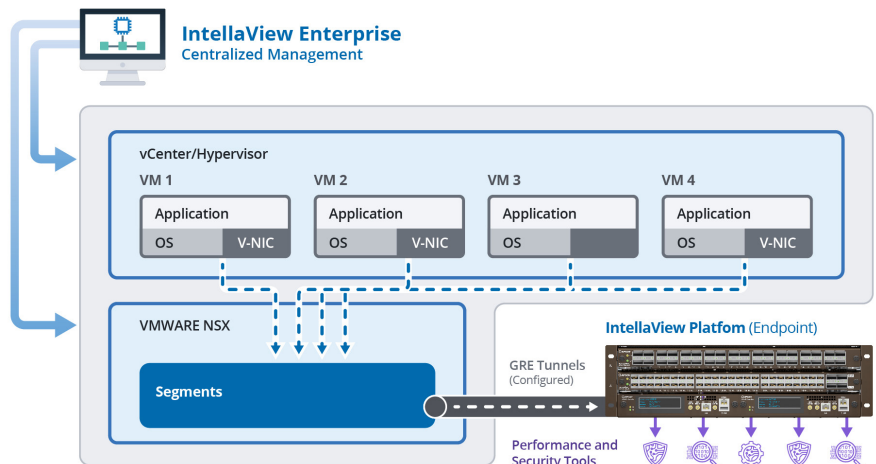 IntellaView Enterprise
Centralized Management
vCenter/Hypervisor
VM 1
VM 2
VM 3
VM 4
Application
Application
Application
Application
OS
V-NIC
OS
V-NIC
OS
OS
V-NIC
VMWARE NSX
IntellaView Platfom (Endpoint)
GRE Tunnels
(Configured)
Segments
Performance and
Security Tools